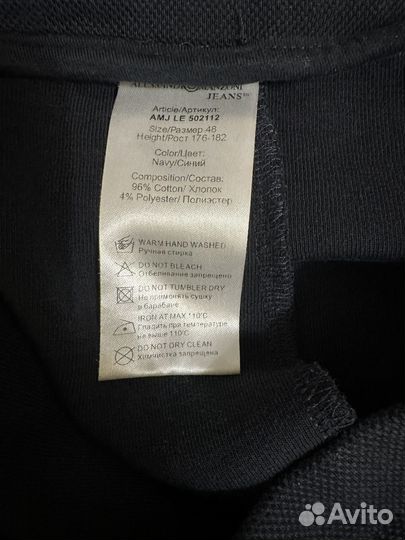 ALESSANDRO MANZONI
JEANS™
Article/Артикул:
AMJ LE 502112
Size/Размер 48
Height/Рост 176-182
Color/Цвет:
Navy/Синий
Composition/Состав:
96% Cotton/ Хлопок
4% Polyester/ Полиэстер
WARM HAND WASHED
Ручная стирка
DO NOT BLEACH
Отбеливание запрещено
DO NOT TUMBLER DRY
Не применять сушку
в барабане
IRON AT MAX 110°C
Гладить при температуре
не выше 110°C
DO NOT DRY CLEAN
Химчистка запрещена
Avito